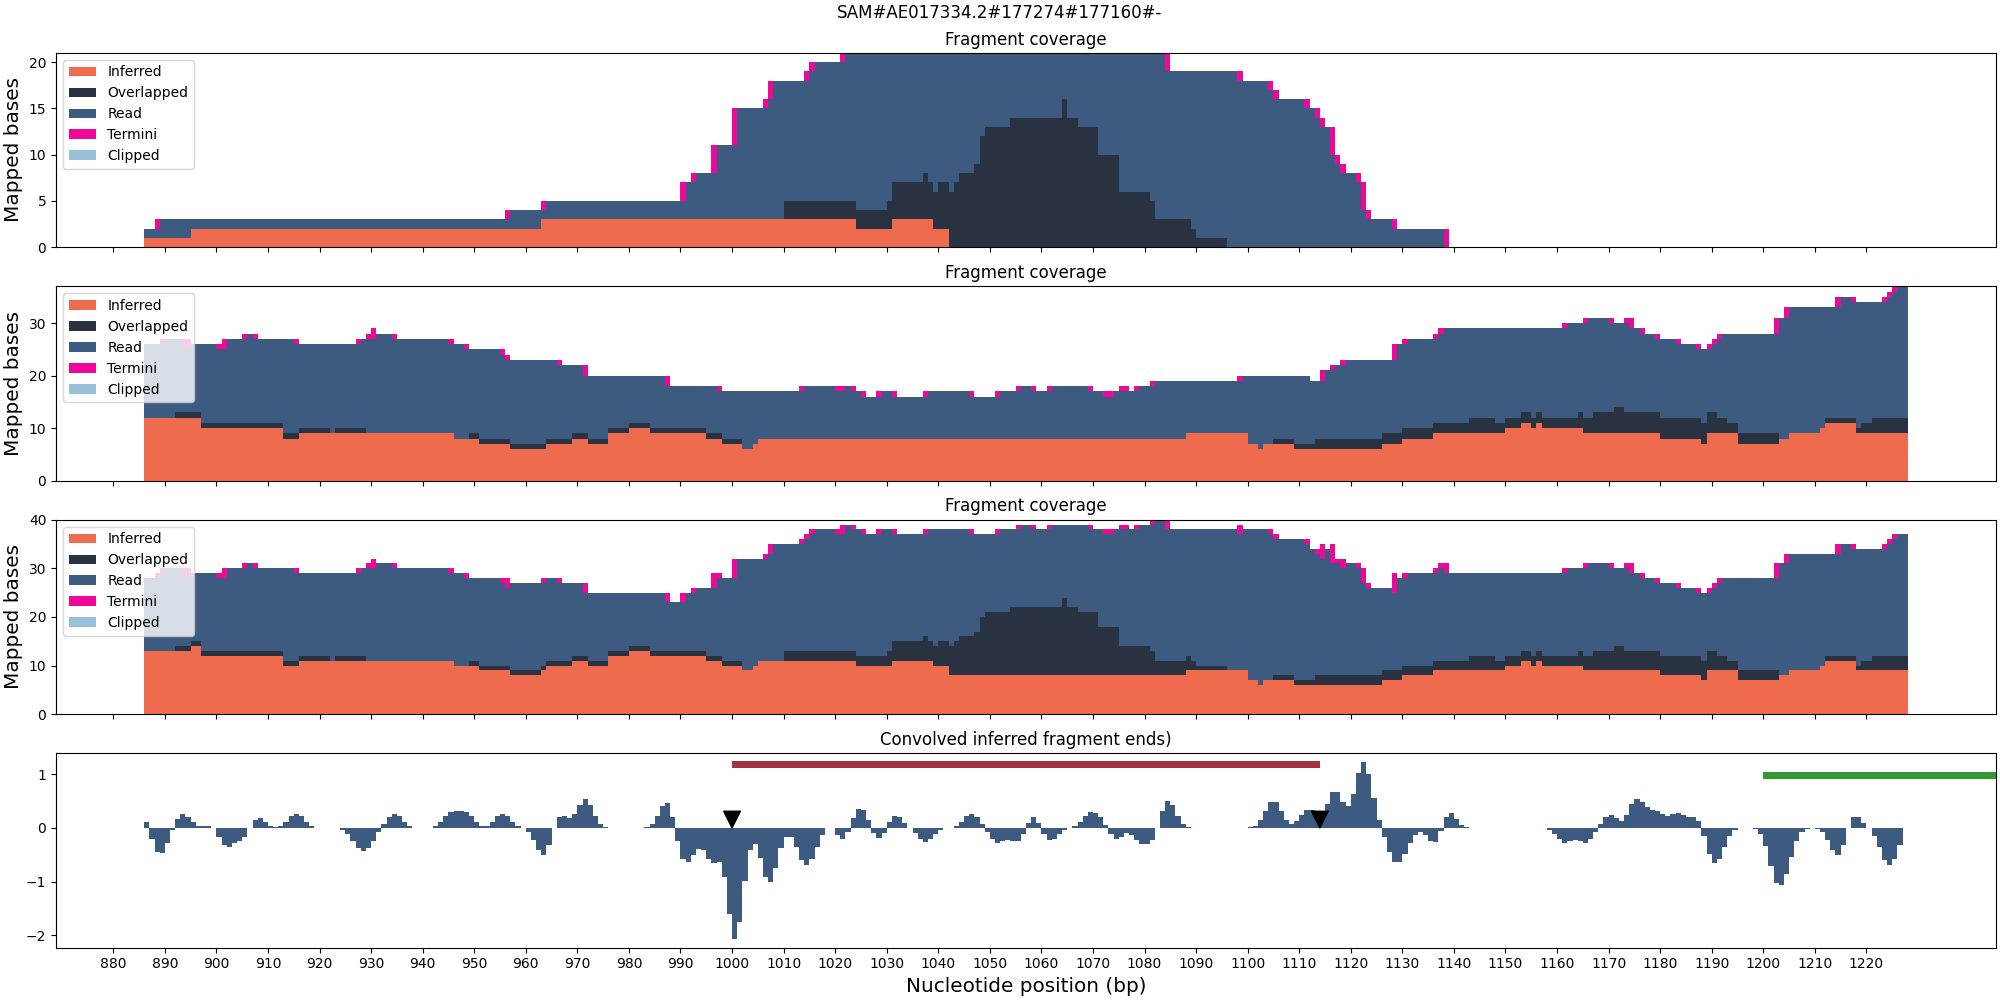 SAM#AE017334.2#177274#177160#-
Fragment coverage
Mapped bases
20
15
10
5
0
Inferred
Overlapped
Read
Termini
Clipped
Fragment coverage
Mapped bases
30
20
10
0
Inferred
Overlapped
Read
Termini
Clipped
Fragment coverage
Mapped bases
40
30
20
10
0
Inferred
Overlapped
Read
Termini
Clipped
Convolved inferred fragment ends)
1
0
−1
−2
880 890 900 910 920 930 940 950 960 970 980 990 1000 1010 1020 1030 1040 1050 1060 1070 1080 1090 1100 1110 1120 1130 1140 1150 1160 1170 1180 1190 1200 1210 1220
Nucleotide position (bp)